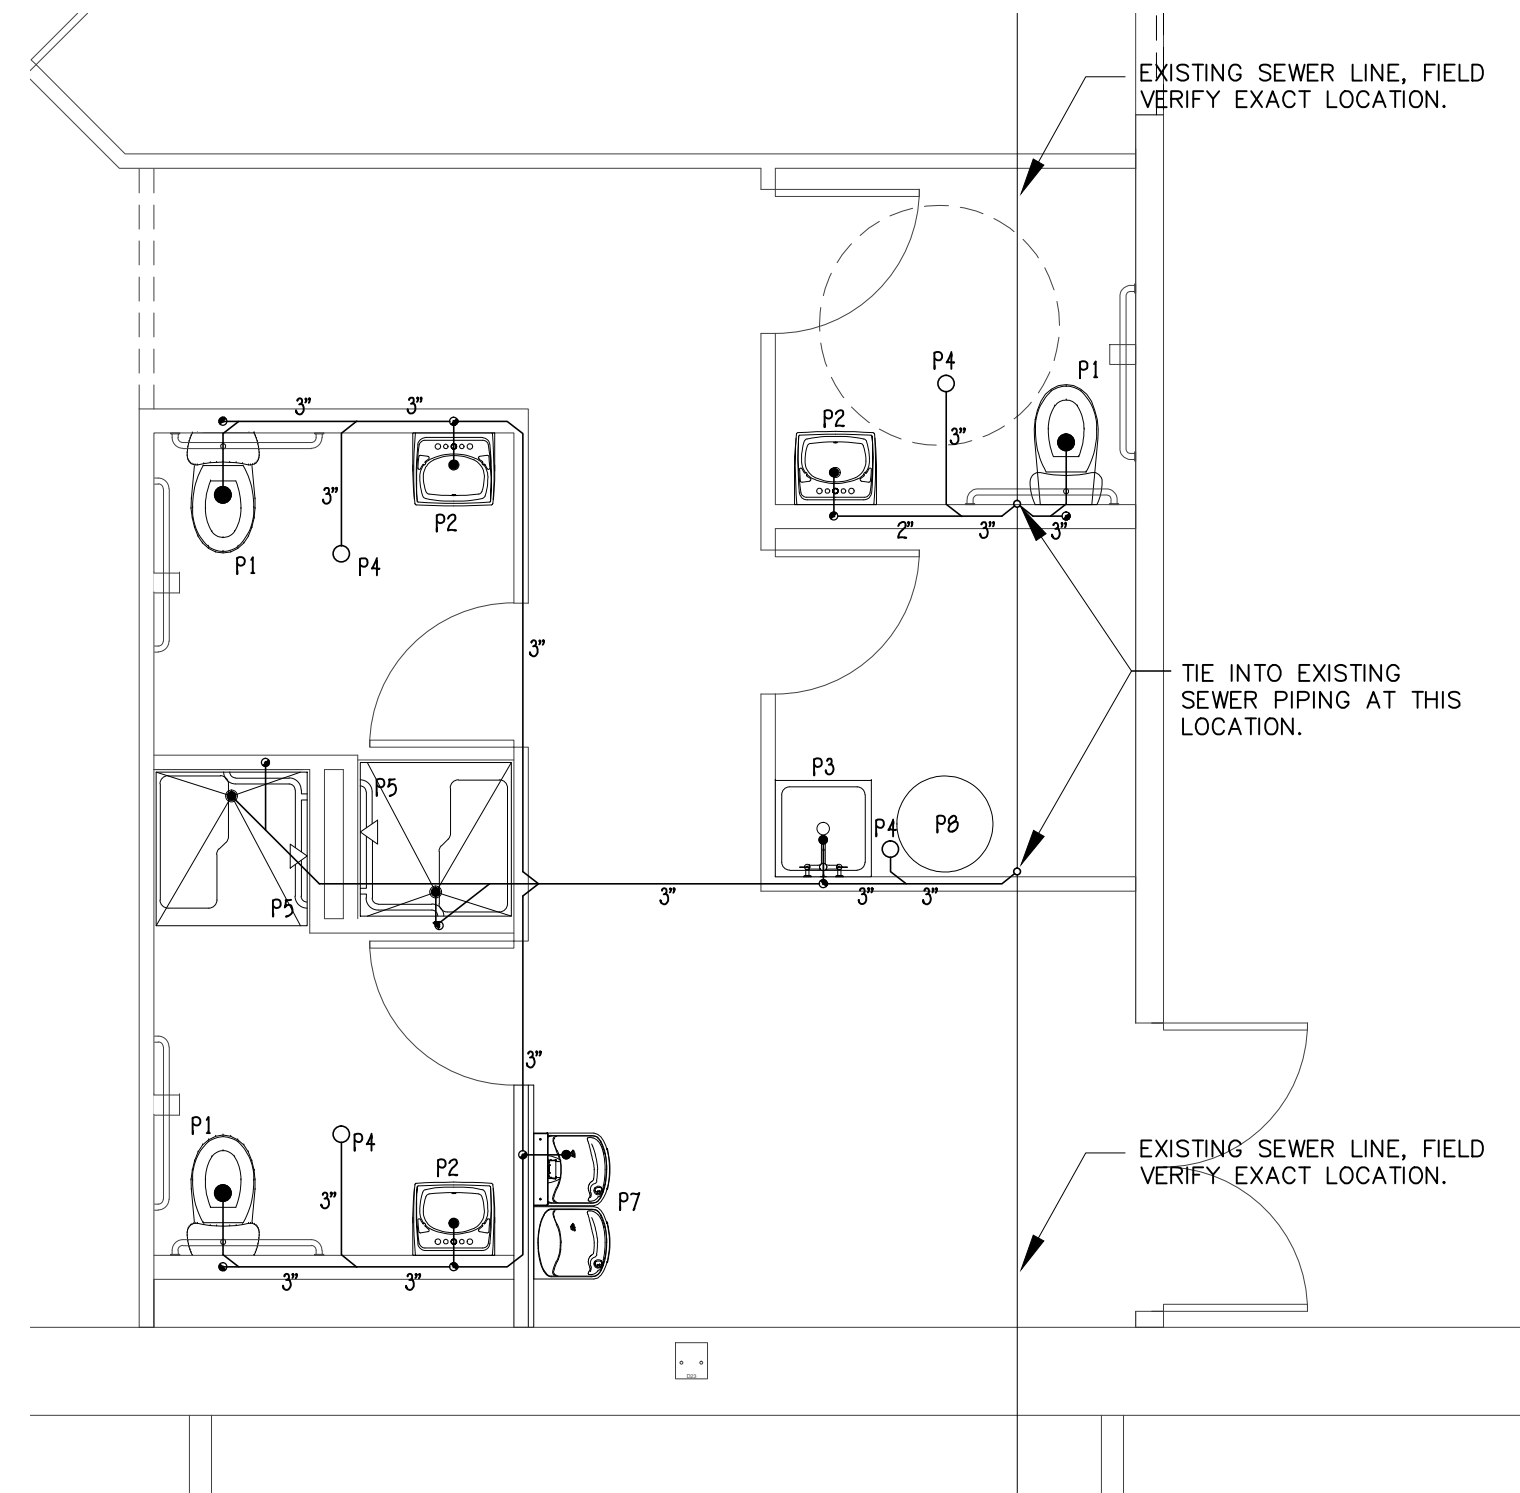 EXISTING SEWER LINE, FIELD
VERIFY EXACT LOCATION.
P4
P1
3"
3"
P2
3"
3"
P2
2"
3"
3"
P1
P4
3"
TIE INTO EXISTING
SEWER PIPING AT THIS
LOCATION.
P3
P5
P4
P8
P5
3"
3"
3"
3"
P1
P4
EXISTING SEWER LINE, FIELD
VERIFY EXACT LOCATION.
P2
3"
P7
3"
3"